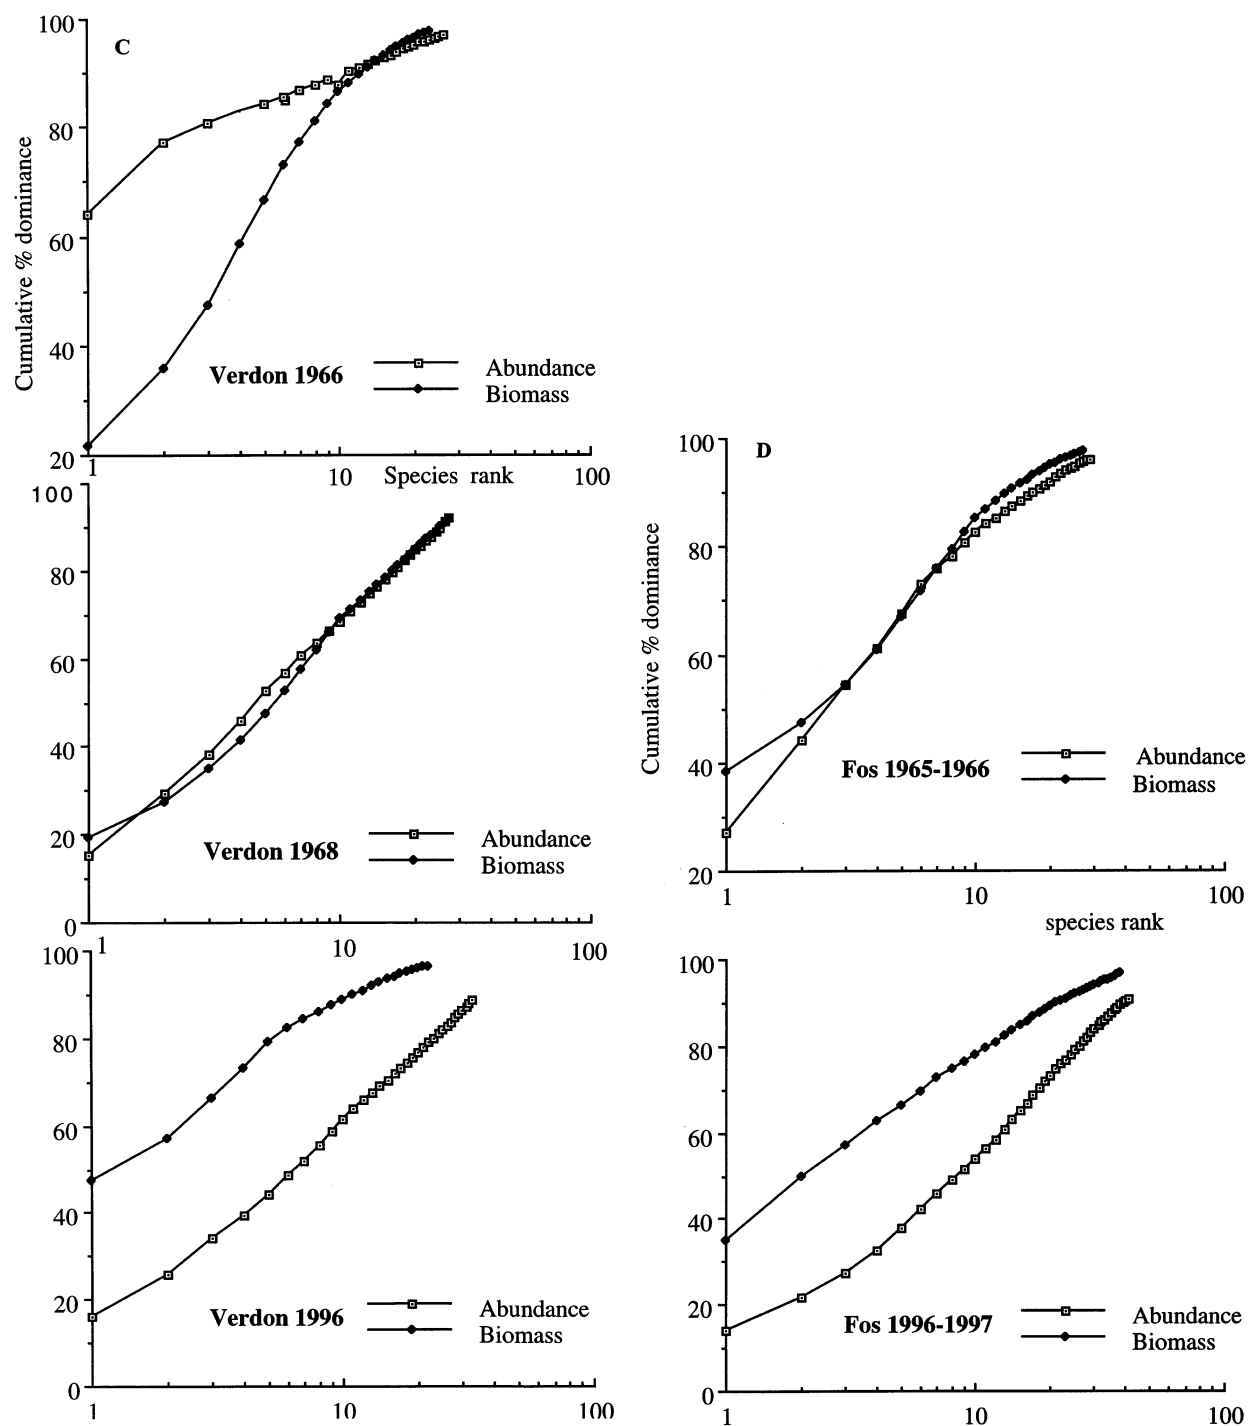 C
100
80
60
40
20
Cumulative % dominance
Verdon 1966
Abundance
Biomass
1
10
100
Species rank
100
80
60
40
20
0
Verdon 1968
Abundance
Biomass
1
10
100
100
80
60
40
20
0
Verdon 1996
Abundance
Biomass
1
10
100
D
100
80
60
40
20
Cumulative % dominance
Fos 1965-1966
Abundance
Biomass
1
10
100
species rank
100
80
60
40
20
0
Fos 1996-1997
Abundance
Biomass
1
10
100